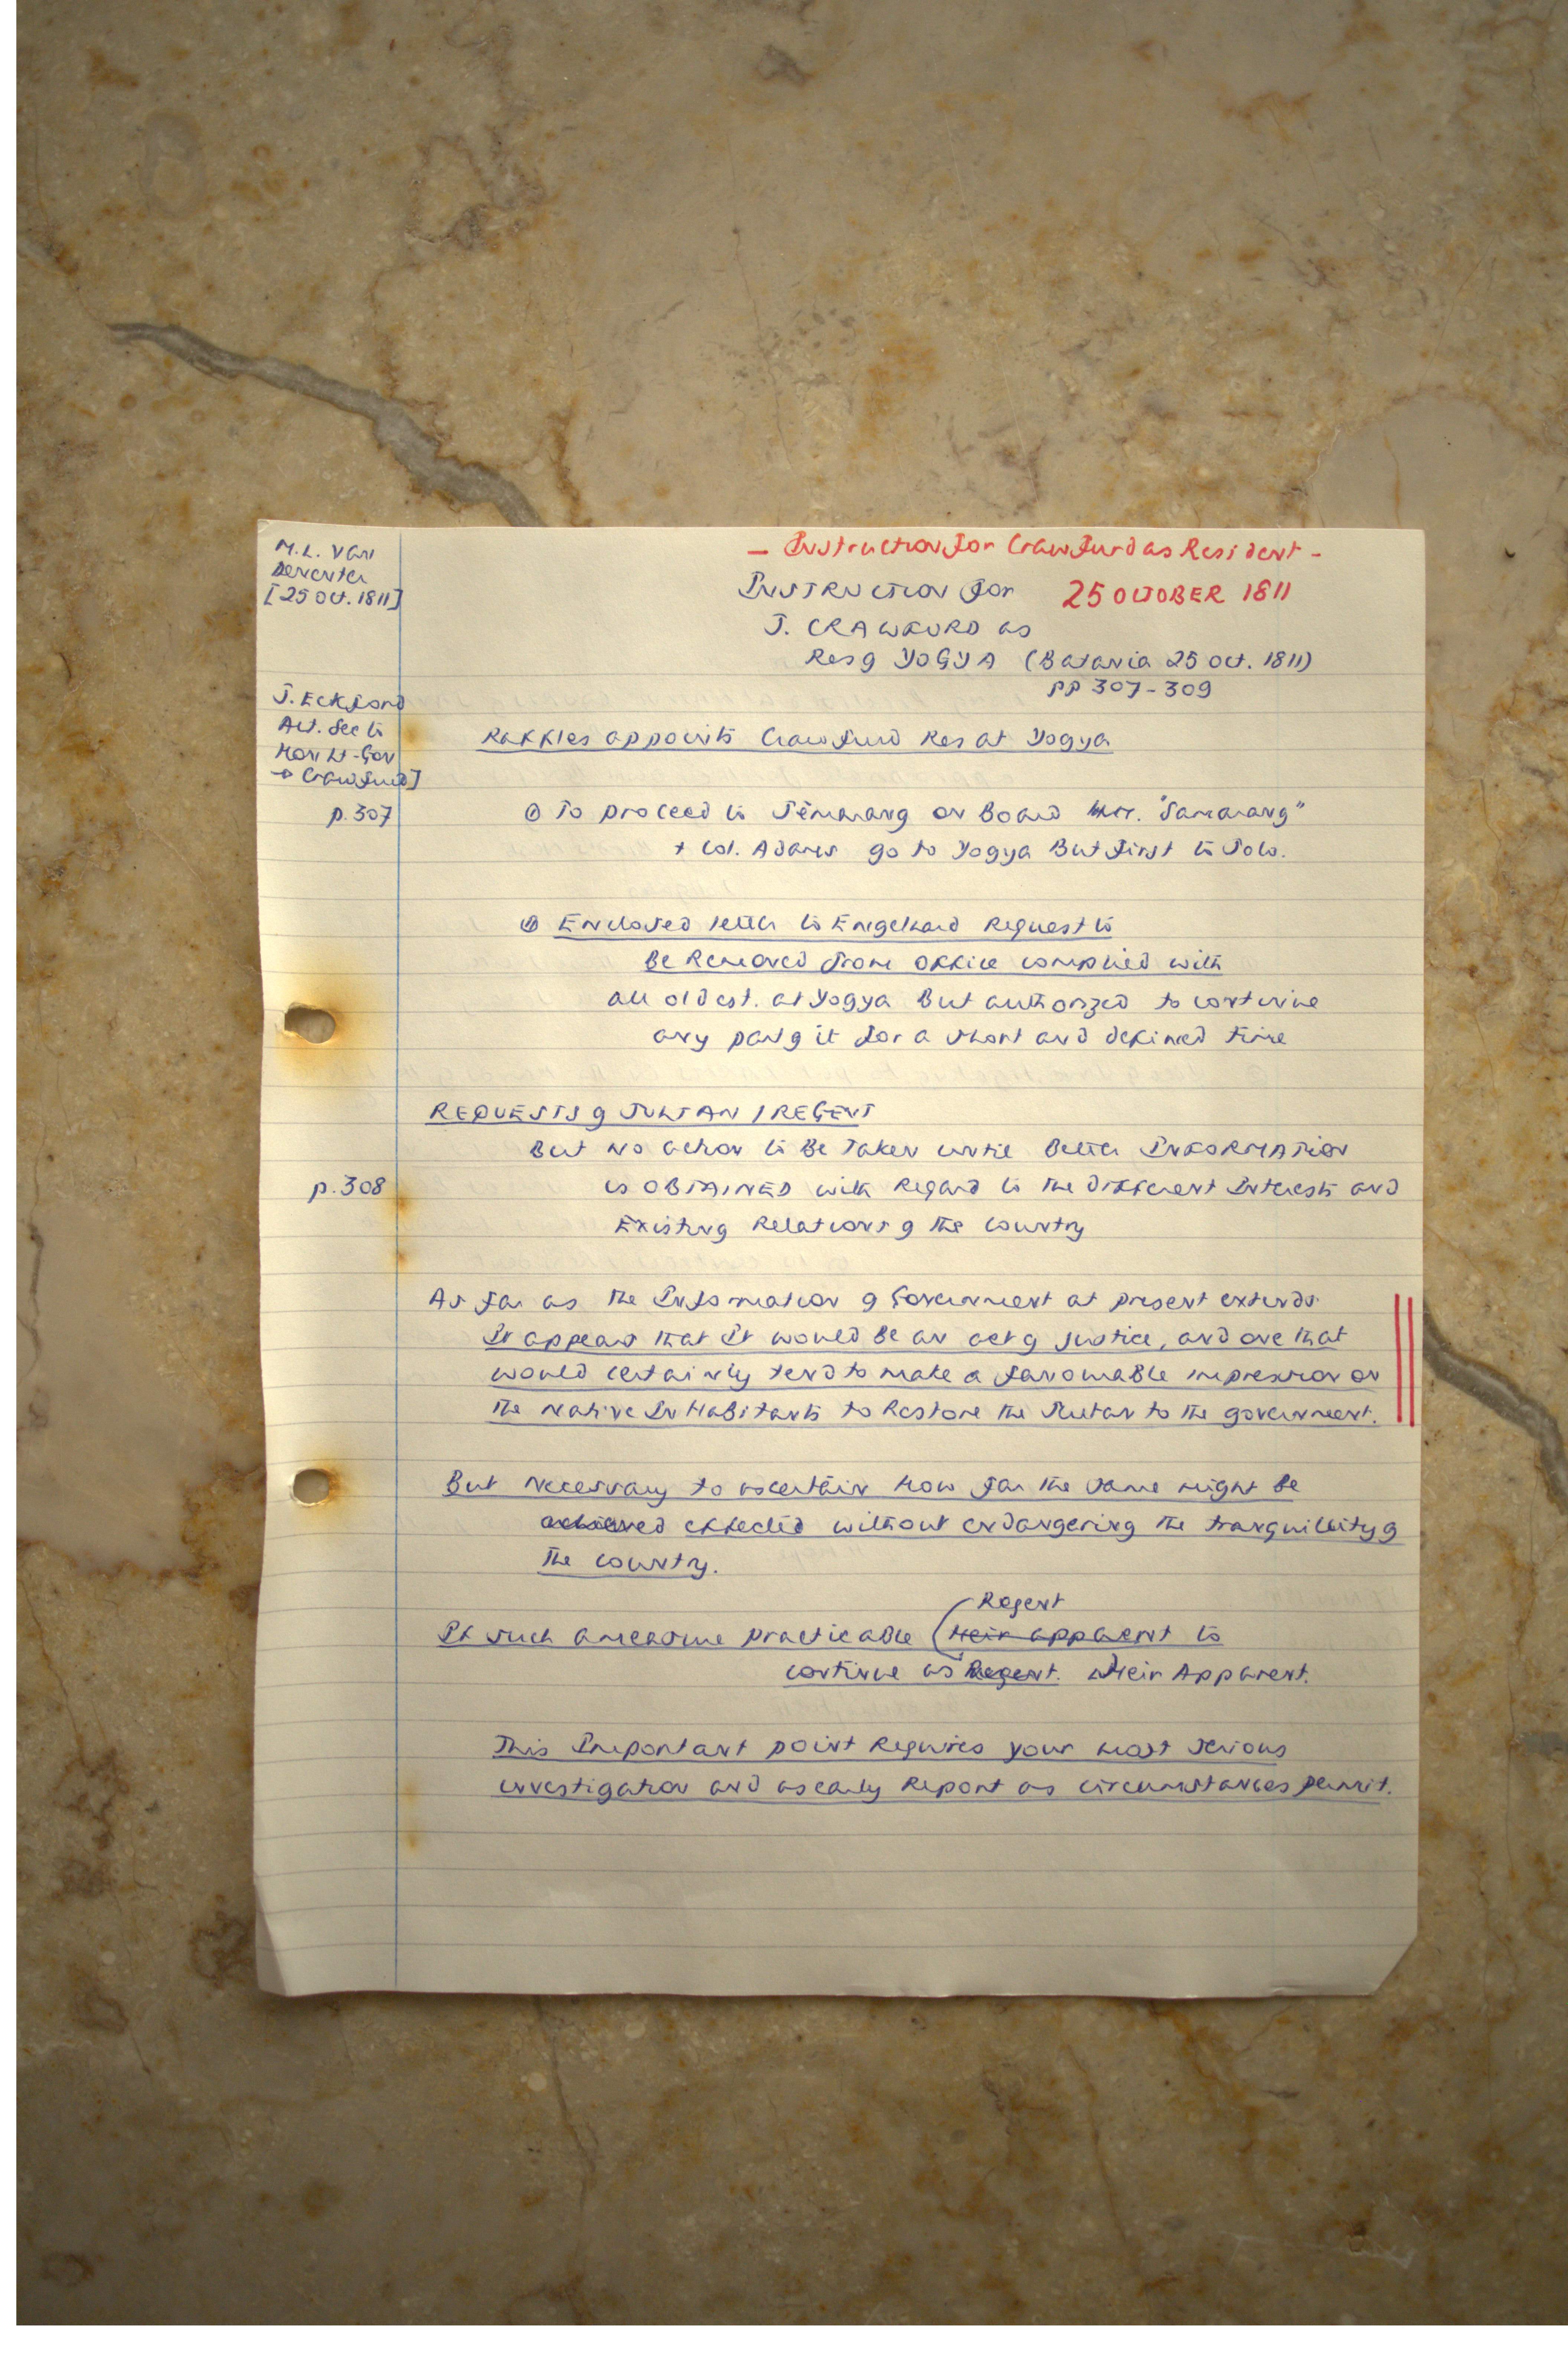 M.L. van
Deventer
[25 Oct. 1811]
- Instruction for Crawfurd as Resident -
INSTRUCTION for 25 OCTOBER 1811
J. CRAWFURD as
Res of YOGYA (Batavia 25 Oct. 1811)
pp 307-309
J. Eckford
Act. Sec to
Hon Lt-Gov
→ Crawfurd]
Raffles appoints Crawfurd Res at Yogya
p.307
① To proceed to Sĕmarang on Board "Samarang"
+ Col. Adams go to Yogya But first to Solo.
② Enclosed letter to Engelhard Request to
Be Removed from office complied with
all old est. at Yogya But authorized to continue
any part of it for a short and defined time
REQUESTS of SULTAN / REGENT
But no action to Be Taken until Better INFORMATION
p.308
is OBTAINED with Regard to the different Interests and
Existing Relations of the country
As far as the Information of Government at present extends
It appears that It would Be an act of justice, and one that
would certainly tend to make a favourable impression on
the native Inhabitants to Restore the Sultan to the government.
But necessary to ascertain How far the same might Be
achieved effected without endangering the tranquillity of
the country.
Regent
If such a measure practicable (Heir apparent to
continue as Regent. Heir Apparent.
This Important point Requires your most serious
investigation and as early Report as circumstances permit.